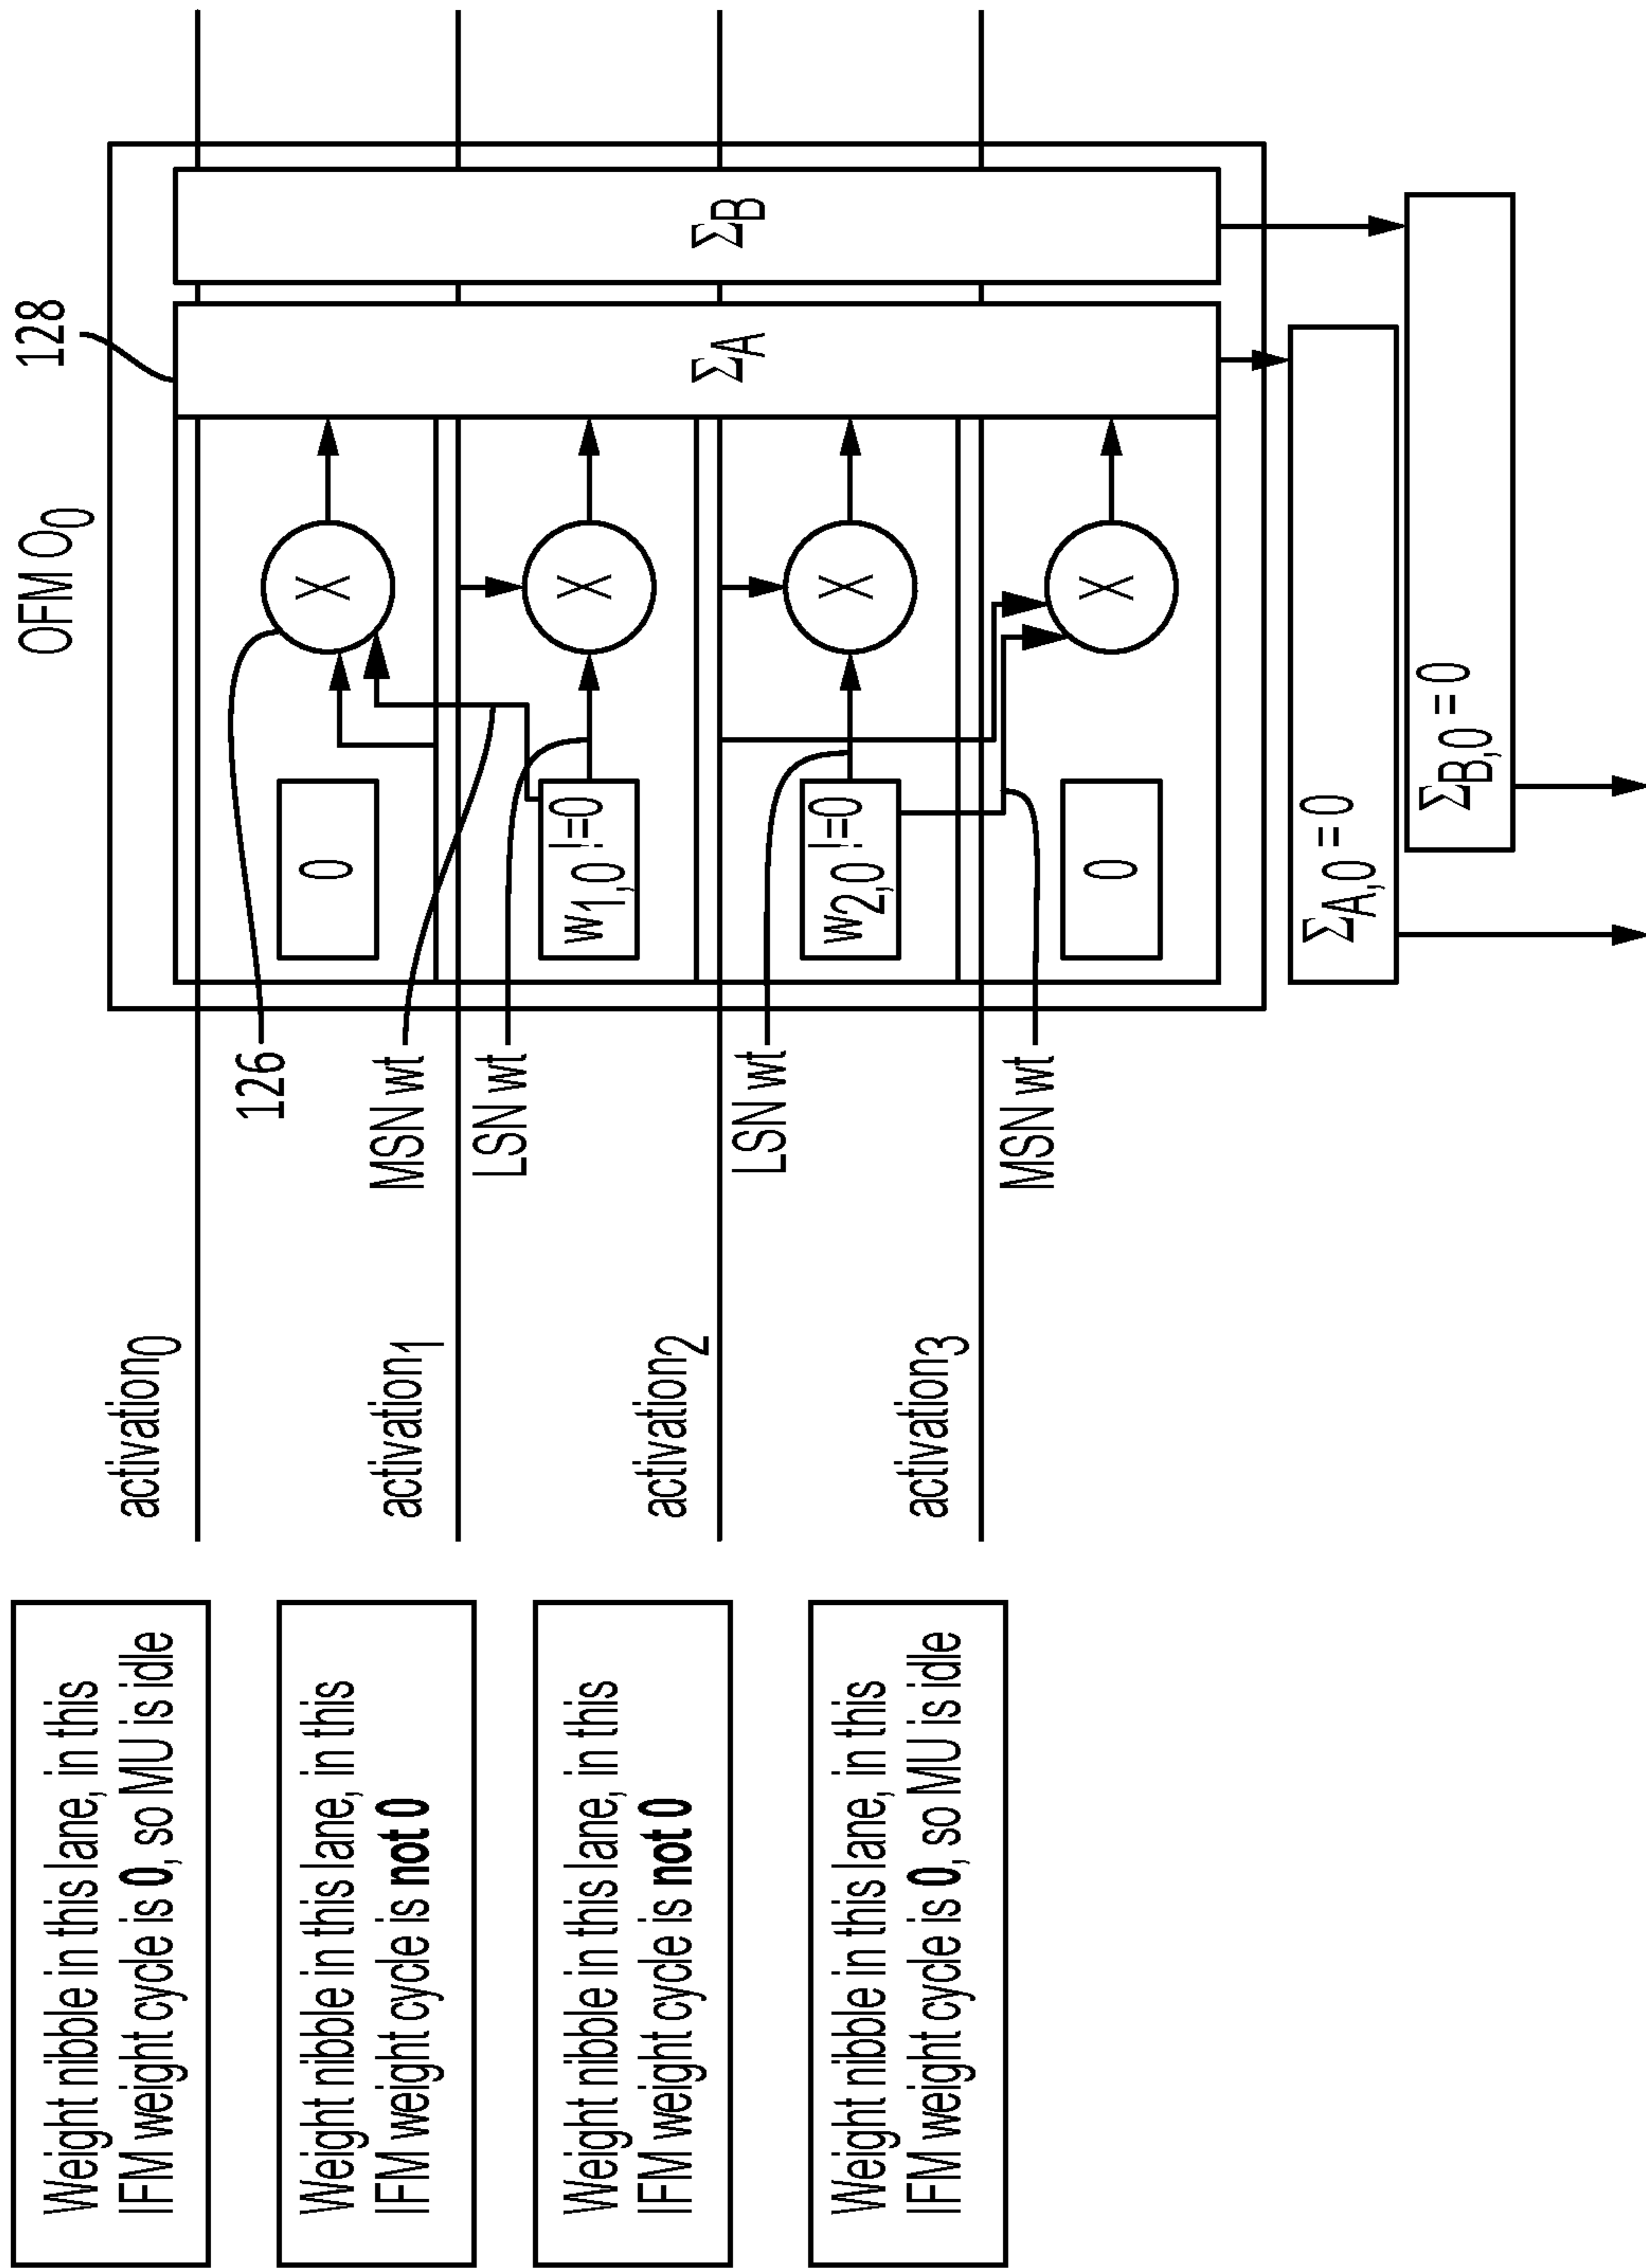 Weight nibble in this lane, in this
IFM weight cycle is 0, so MU is idle
Weight nibble in this lane, in this
IFM weight cycle is not 0
Weight nibble in this lane, in this
IFM weight cycle is not 0
Weight nibble in this lane, in this
IFM weight cycle is 0, so MU is idle
activation0
activation1
activation2
activation3
126
MSN wt
LSN wt
LSN wt
MSN wt
OFM O0
128
0
X
w1,0 !=0
X
w2,0 !=0
X
0
X
ΣA
ΣB
ΣA,0 = 0
ΣB,0 = 0